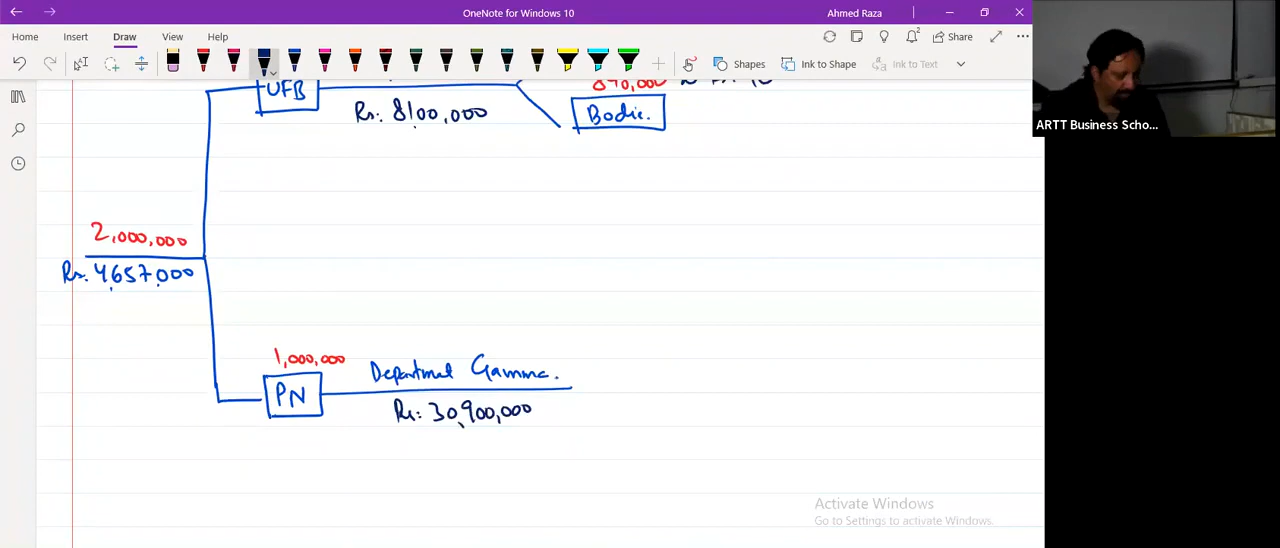 OneNote for Windows 10
Ahmed Raza
Home Insert Draw View Help
Share
Shapes Ink to Shape Ink to Text
ARTT Business Scho...
UFB
Rs: 8100,000
Bodic.
2,000,000
Rs. 4657,000
1,000,000
PN
Department Gamma.
Rs: 30,900,000
Activate Windows
Go to Settings to activate Windows.